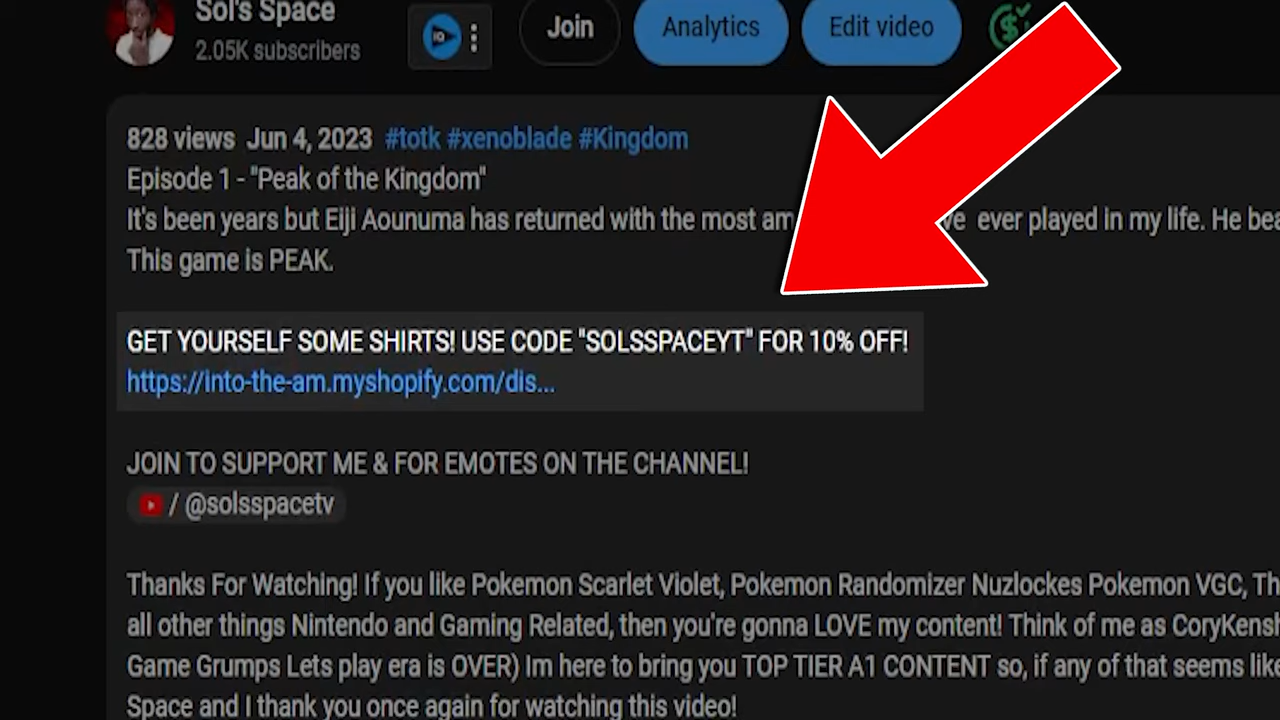 Sol's Space
2.05K subscribers
IQ
Join
Analytics
Edit video
828 views Jun 4, 2023 #totk #xenoblade #Kingdom
Episode 1 - "Peak of the Kingdom"
It's been years but Eiji Aounuma has returned with the most ever played in my life. He
This game is PEAK.
GET YOURSELF SOME SHIRTS! USE CODE "SOLSSPACEYT" FOR 10% OFF!
https://into-the-am.myshopify.com/dis...
JOIN TO SUPPORT ME & FOR EMOTES ON THE CHANNEL!
/ @solsspacetv
Thanks For Watching! If you like Pokemon Scarlet Violet, Pokemon Randomizer Nuzlockes Pokemon VGC,
all other things Nintendo and Gaming Related, then you're gonna LOVE my content! Think of me as
Game Grumps Lets play era is OVER) Im here to bring you TOP TIER A1 CONTENT so, if any of that seems like
Space and I thank you once again for watching this video!